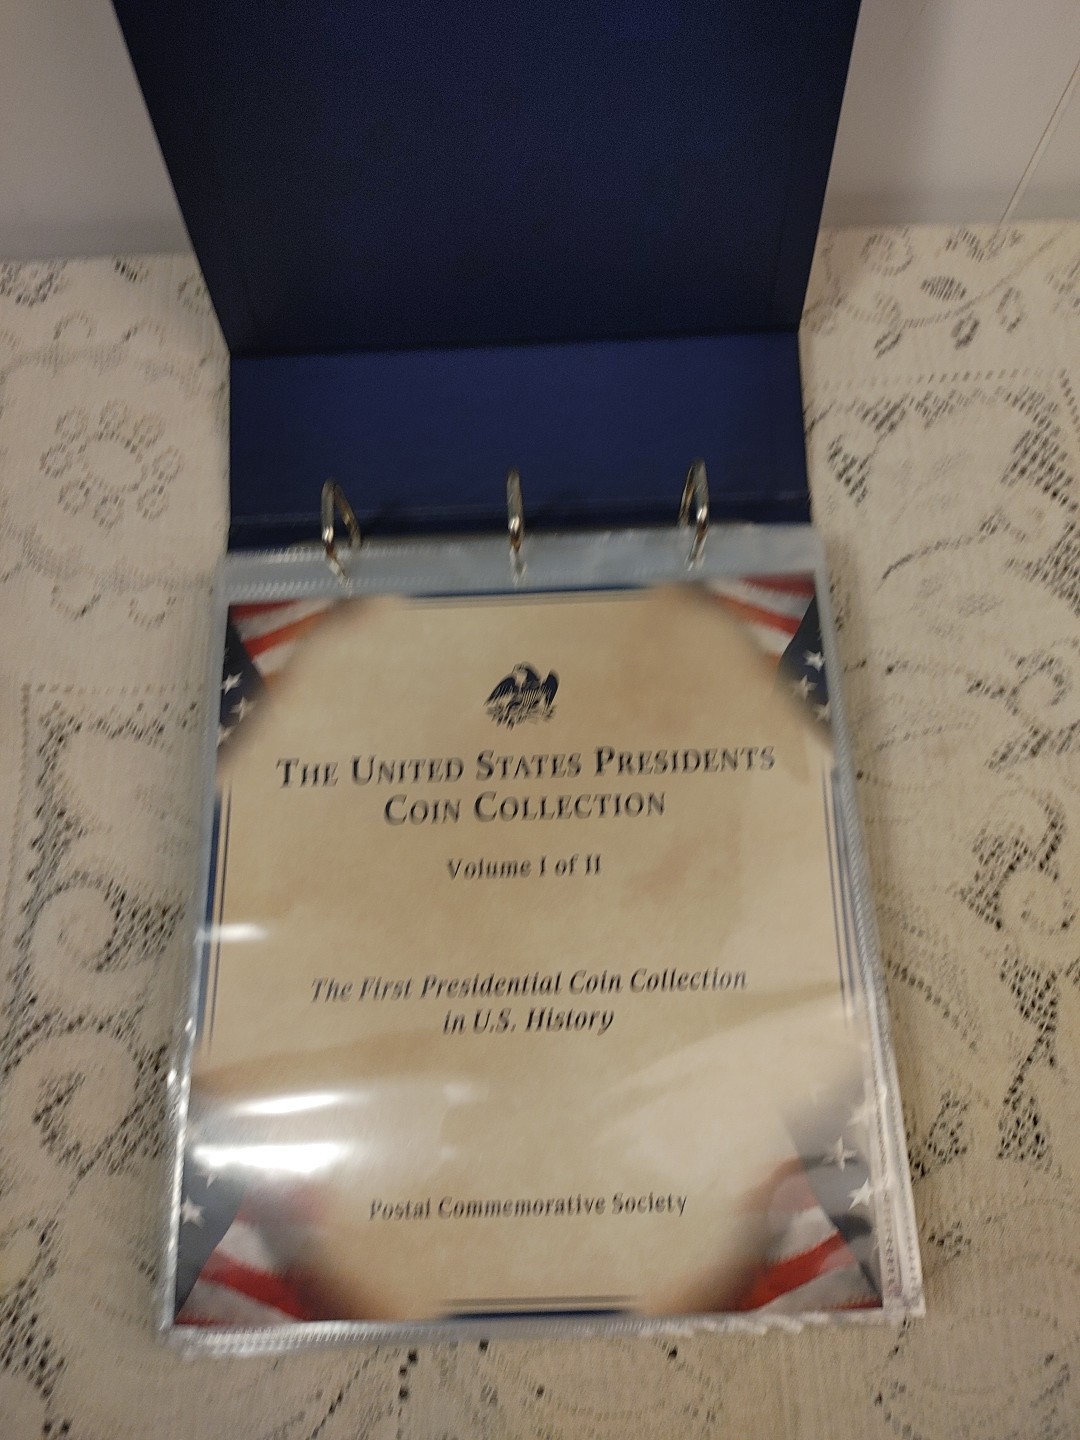 THE UNITED STATES PRESIDENTS
COIN COLLECTION
Volume I of II
The First Presidential Coin Collection
in U.S. History
Postal Commemorative Society